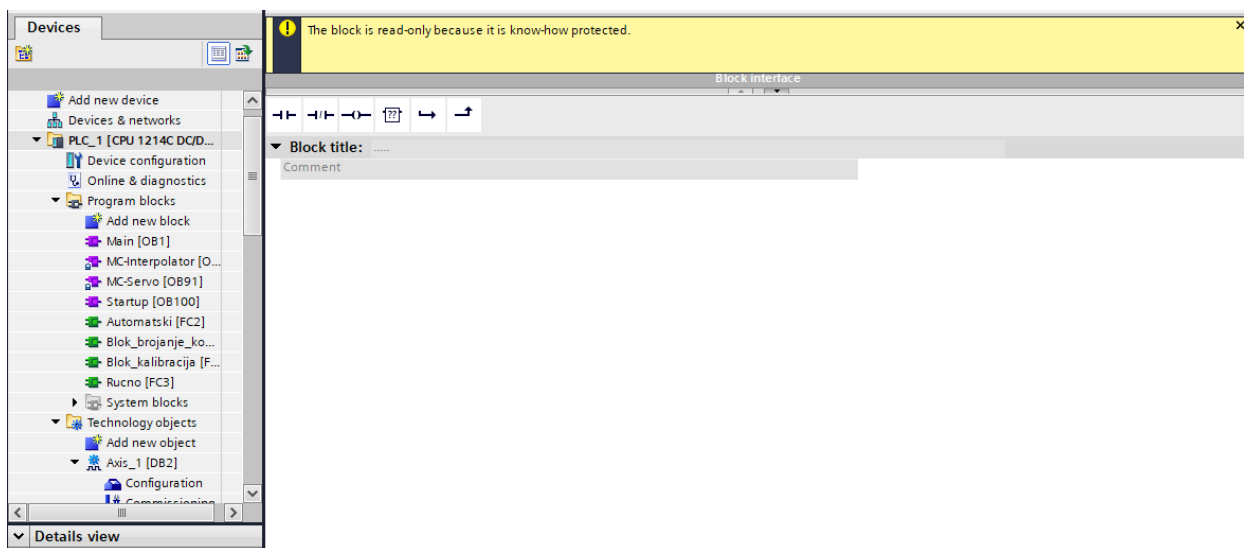 Devices
The block is read-only because it is know-how protected.
Block interface
Add new device
Devices & networks
PLC_1 [CPU 1214C DC/D...
Device configuration
Online & diagnostics
Program blocks
Add new block
Main [OB1]
MC-Interpolator [O...
MC-Servo [OB91]
Startup [OB100]
Automatski [FC2]
Blok_brojanje_ko...
Blok_kalibracija [F...
Rucno [FC3]
System blocks
Technology objects
Add new object
Axis_1 [DB2]
Configuration
Commissioning
Details view
??
Block title: .....
Comment